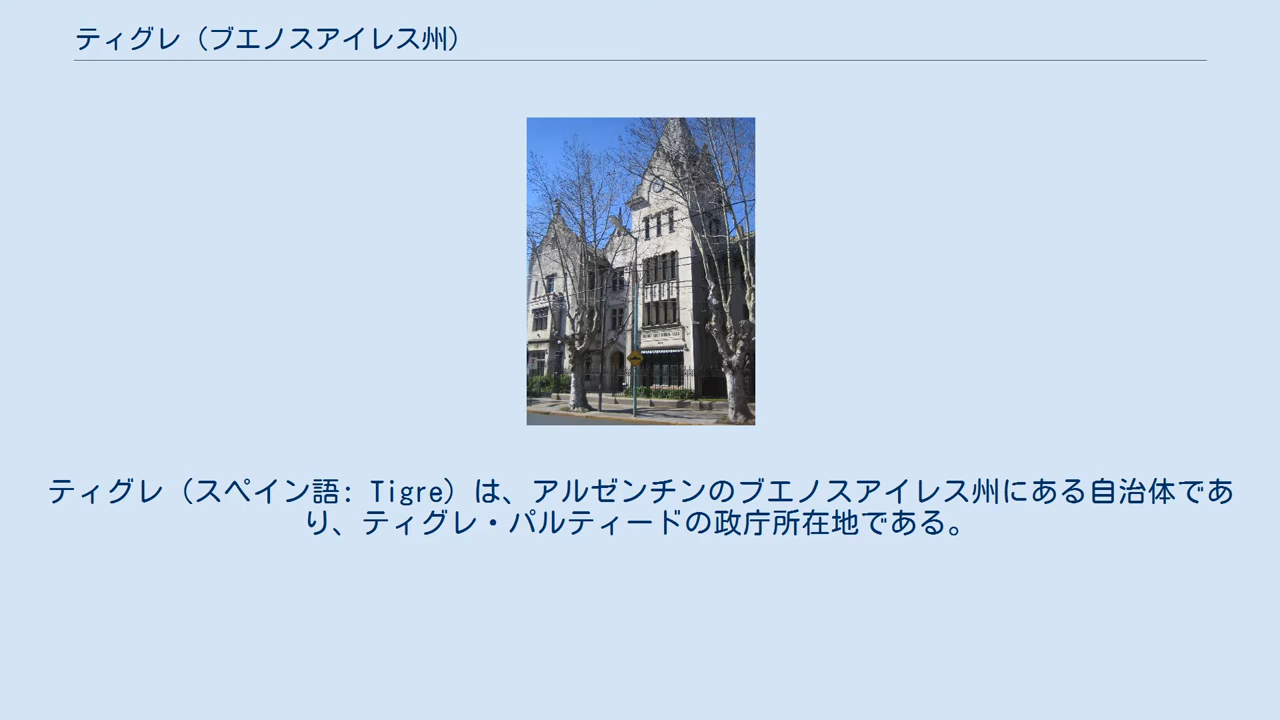 ティグレ（ブエノスアイレス州）
ティグレ（スペイン語: Tigre）は、アルゼンチンのブエノスアイレス州にある自治体であ
り、ティグレ・パルティードの政庁所在地である。